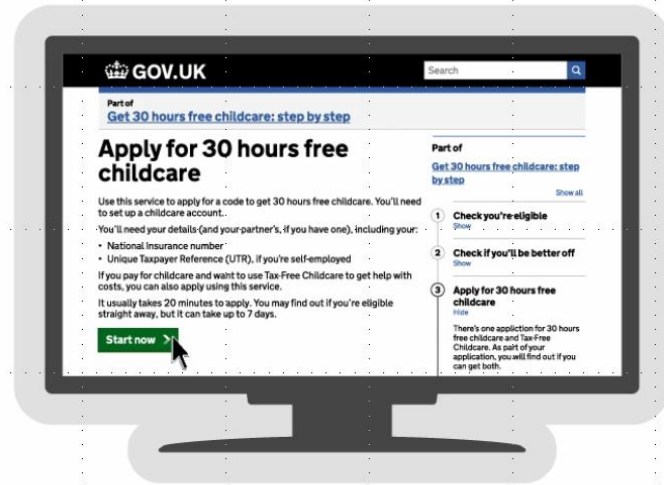 GOV.UK
Search
Part of
Get 30 hours free childcare: step by step
Apply for 30 hours free
childcare
Use this service to apply for a code to get 30 hours free childcare. You'll need
to set up a childcare account.
You'll need your details (and your partner's, if you have one), including your:
• National Insurance number
• Unique Taxpayer Reference (UTR), if you're self-employed
If you pay for childcare and want to use Tax-Free Childcare to get help with
costs, you can also apply using this service.
It usually takes 20 minutes to apply. You may find out if you're eligible
straight away, but it can take up to 7 days.
Start now
Part of
Get 30 hours free childcare: step
by step
Show all
1 Check you're eligible
Show
2 Check if you'll be better off
Show
3 Apply for 30 hours free
childcare
Hide
There's one appliction for 30 hours
free childcare and Tax-Free
Childcare. As part of your
application, you will find out if you
can get both.